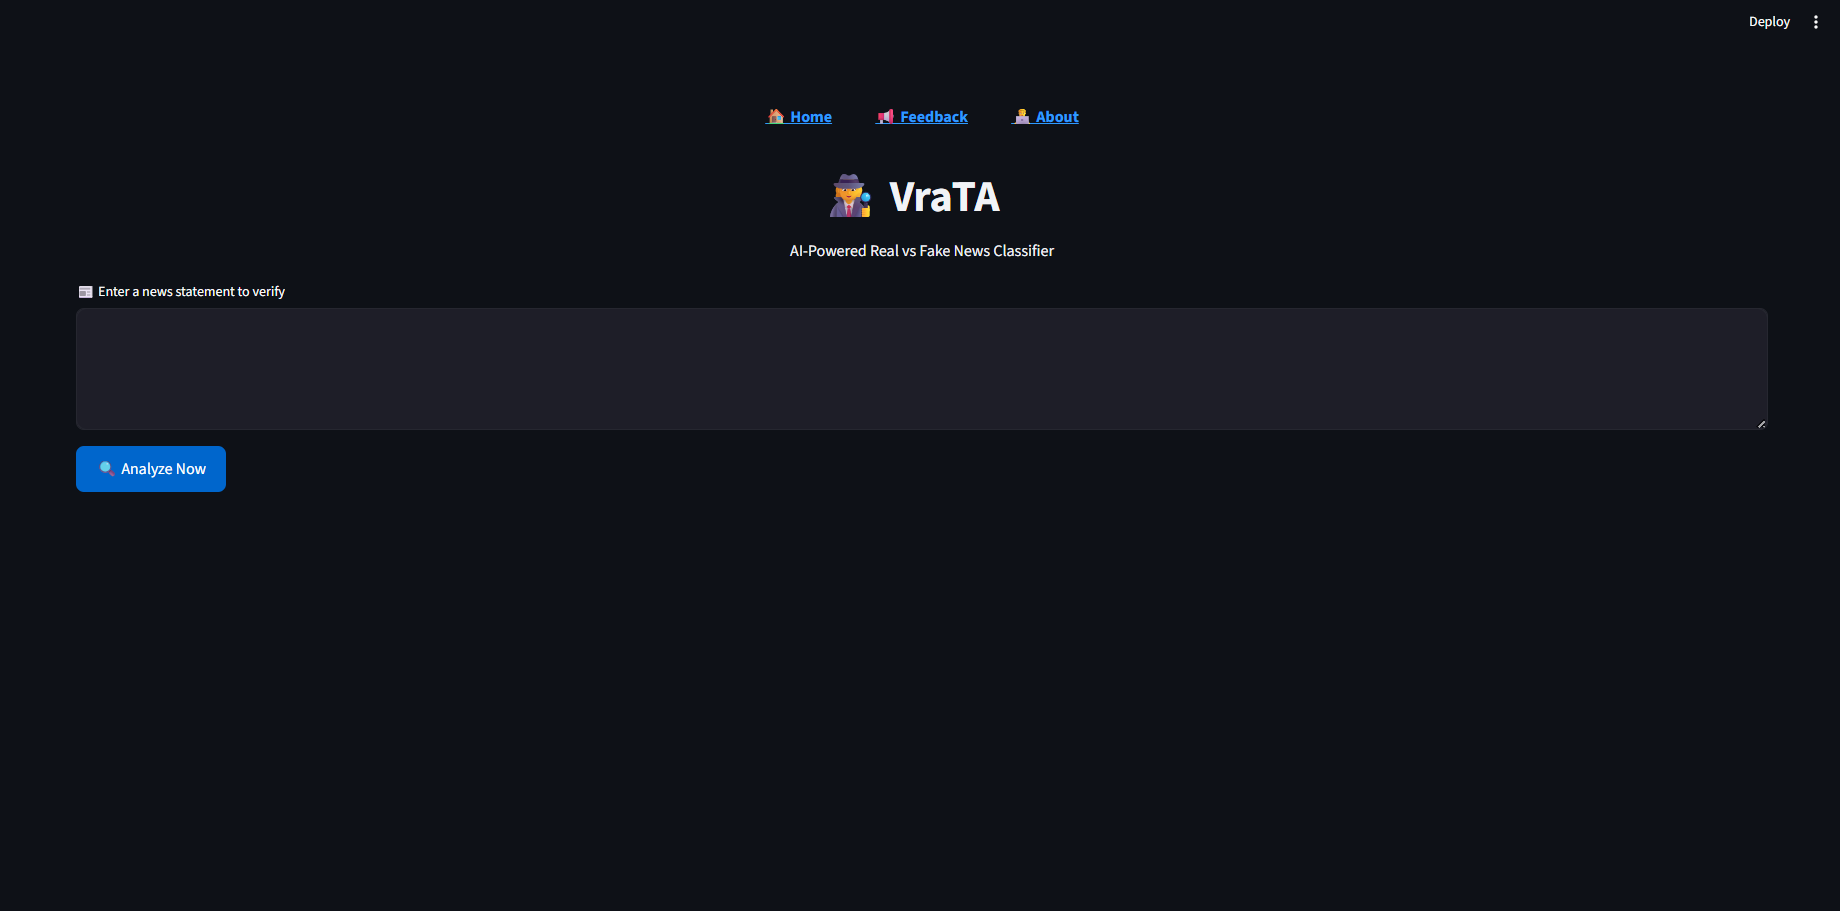 Deploy
Home Feedback About
VraTA
AI-Powered Real vs Fake News Classifier
Enter a news statement to verify
Analyze Now